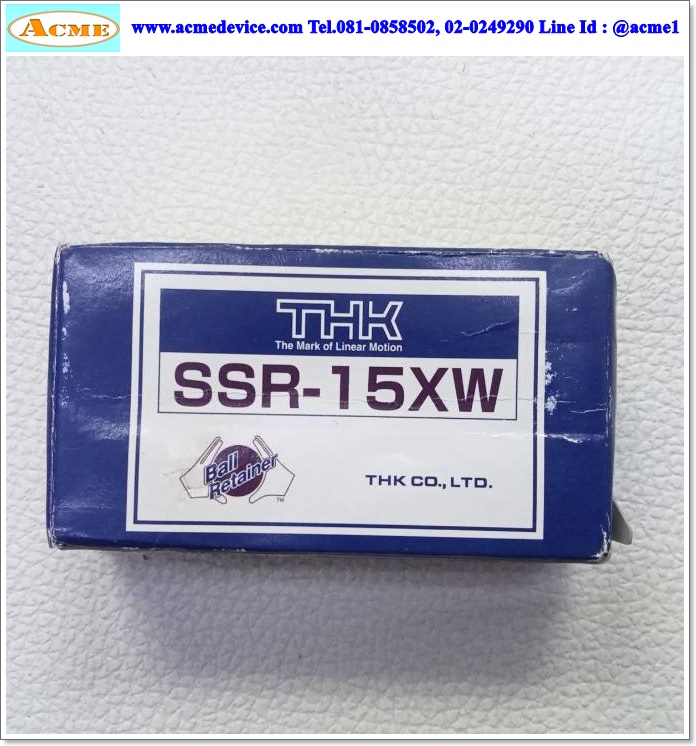 ACME
www.acmedevice.com Tel.081-0858502, 02-0249290 Line Id : @acme1
THK
The Mark of Linear Motion
SSR-15XW
Ball
Retainer
TM
THK CO., LTD.